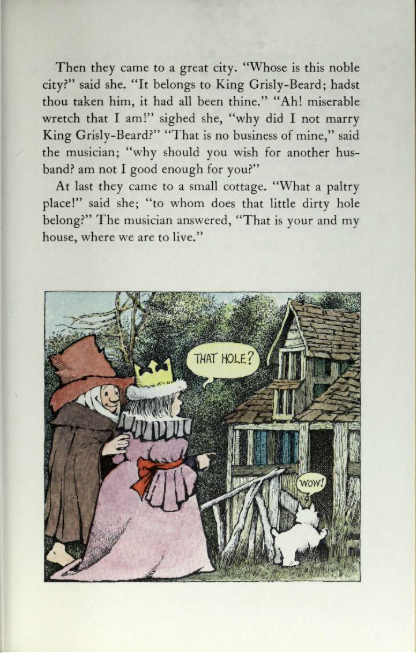 Then they came to a great city. “Whose is this noble
city?” said she. “It belongs to King Grisly-Beard; hadst
thou taken him, it had all been thine.” “Ah! miserable
wretch that I am!” sighed she, “why did I not marry
King Grisly-Beard?” “That is no business of mine,” said
the musician; “why should you wish for another hus-
band? am not I good enough for you?”
At last they came to a small cottage. “What a paltry
place!” said she; “to whom does that little dirty hole
belong?” The musician answered, “That is your and my
house, where we are to live.”
THAT HOLE?
WOW!